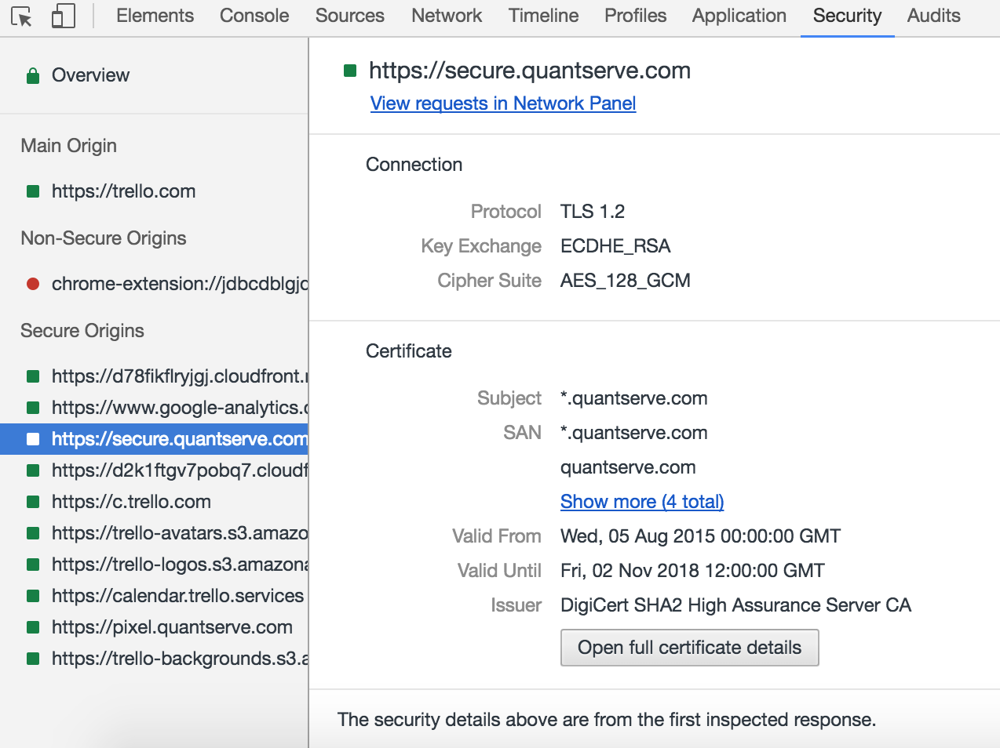 Elements Console Sources Network Timeline Profiles Application Security Audits
Overview
Main Origin
https://trello.com
Non-Secure Origins
chrome-extension://jdbcdblgjc
Secure Origins
https://d78fikflryjgj.cloudfront.
https://www.google-analytics.
https://secure.quantserve.com
https://d2k1ftgv7pobq7.cloudf
https://c.trello.com
https://trello-avatars.s3.amazo
https://trello-logos.s3.amazona
https://calendar.trello.services
https://pixel.quantserve.com
https://trello-backgrounds.s3.a
https://secure.quantserve.com
View requests in Network Panel
Connection
Protocol TLS 1.2
Key Exchange ECDHE_RSA
Cipher Suite AES_128_GCM
Certificate
Subject *.quantserve.com
SAN *.quantserve.com
quantserve.com
Show more (4 total)
Valid From Wed, 05 Aug 2015 00:00:00 GMT
Valid Until Fri, 02 Nov 2018 12:00:00 GMT
Issuer DigiCert SHA2 High Assurance Server CA
Open full certificate details
The security details above are from the first inspected response.